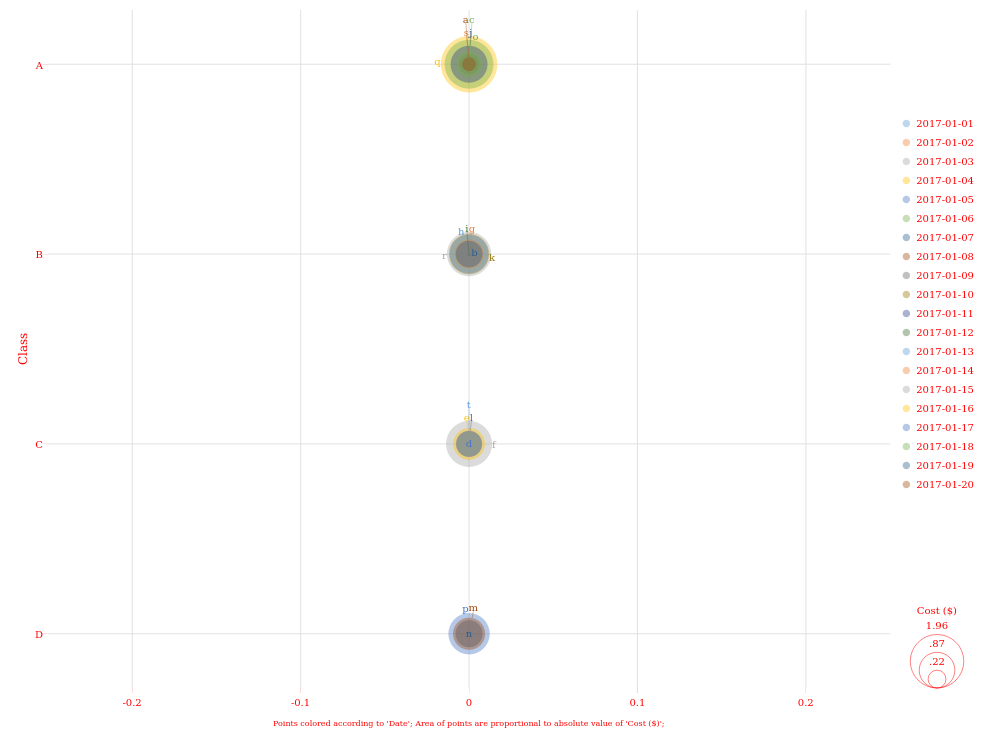 a c
s j o
q
A
h i g
b
r k
B
Class
t
e l
d
f
C
p m
n
D
-0.2 -0.1 0 0.1 0.2
Points colored according to 'Date'; Area of points are proportional to absolute value of 'Cost ($)';
2017-01-01
2017-01-02
2017-01-03
2017-01-04
2017-01-05
2017-01-06
2017-01-07
2017-01-08
2017-01-09
2017-01-10
2017-01-11
2017-01-12
2017-01-13
2017-01-14
2017-01-15
2017-01-16
2017-01-17
2017-01-18
2017-01-19
2017-01-20
Cost ($)
1.96
.87
.22